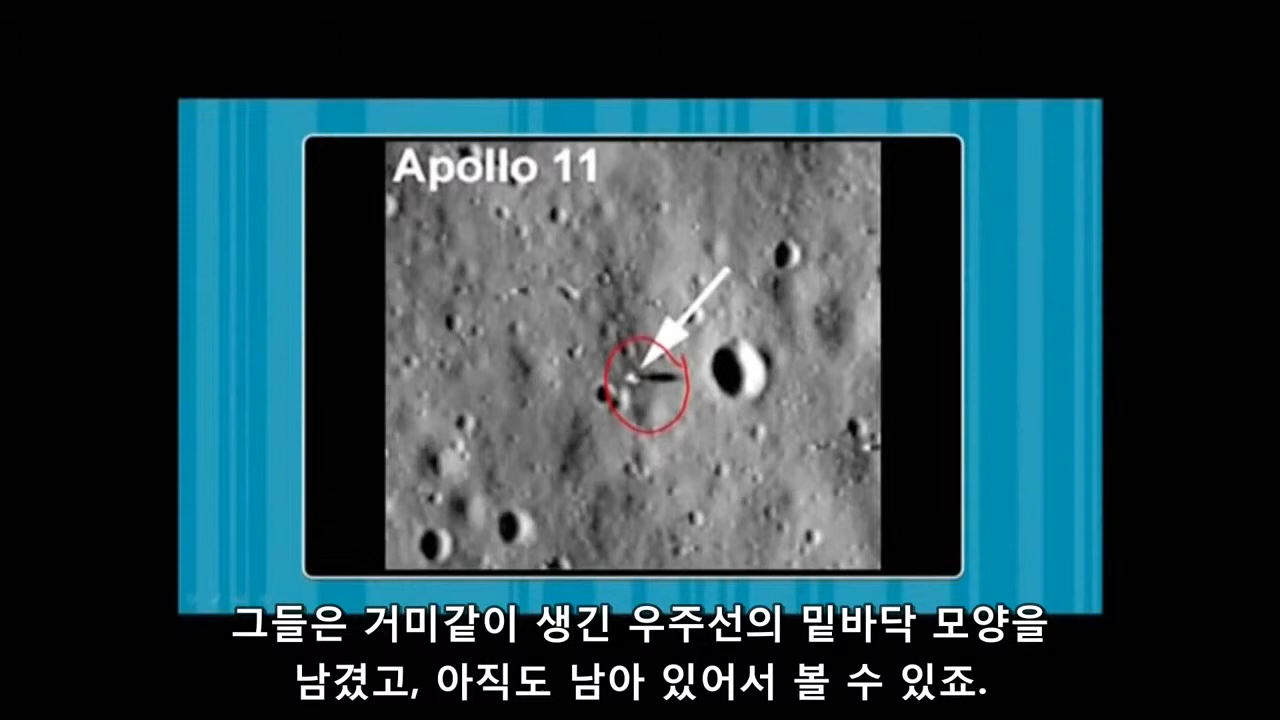 Apollo 11
그들은 거미같이 생긴 우주선의 밑바닥 모양을
남겼고, 아직도 남아 있어서 볼 수 있죠.